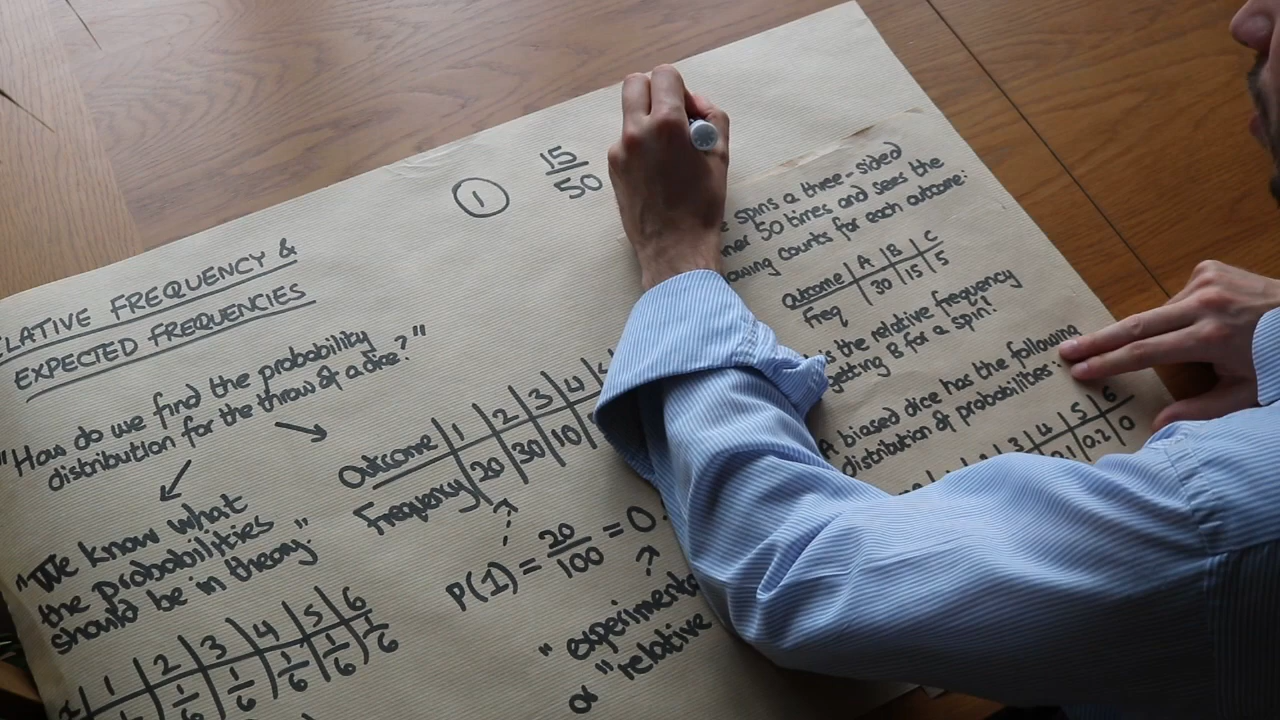 ELATIVE FREQUENCY &
EXPECTED FREQUENCIES
"How do we find the probability
distribution for the throw of a dice?"
"We know what
the probabilities
should be in theory."
x 1 2 3 4 5 6
1/6 1/6 1/6 1/6 1/6
Outcome 1 2 3 4
Frequency 20 30 10
P(1) = 20/100 = 0.
"experimenta
or "relative
1 15/50
spins a three-sided
ner 50 times and sees the
owing counts for each outcome:
Outcome A B C
Freq 30 15 5
is the relative frequency
getting B for a spin?
A biased dice has the following
distribution of probabilities:
3 4 5 6
0.2 0